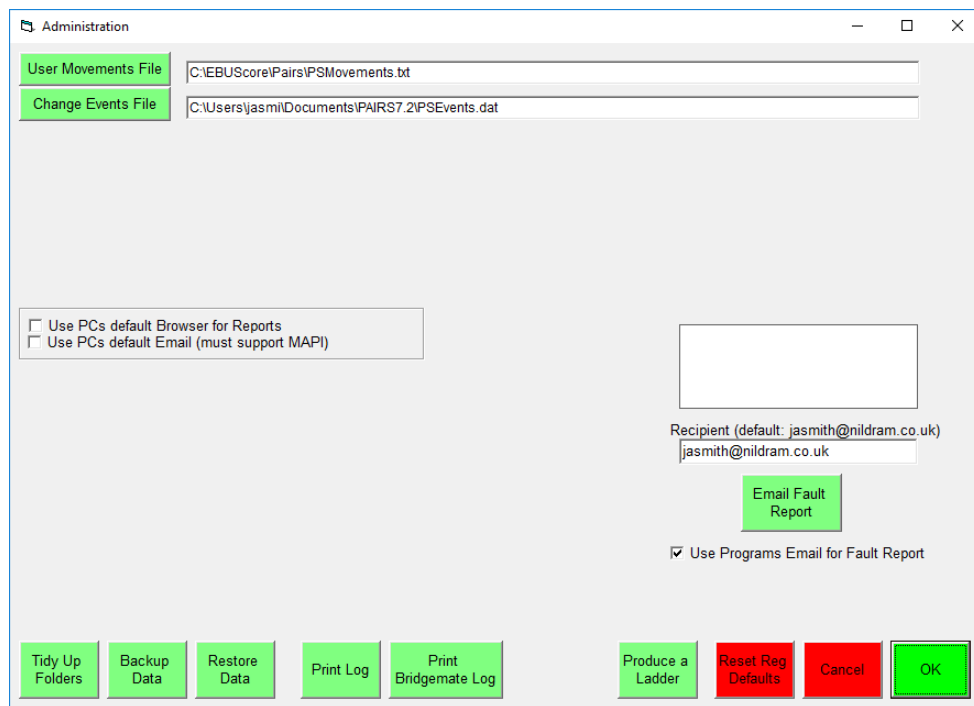 Administration
User Movements File
C:\EBUScore\Pairs\PSMovements.txt
Change Events File
C:\Users\jasmi\Documents\PAIRS7.2\PSEvents.dat
Use PCs default Browser for Reports
Use PCs default Email (must support MAPI)
Recipient (default: jasmith@nildram.co.uk)
jasmith@nildram.co.uk
Email Fault
Report
Use Programs Email for Fault Report
Tidy Up
Folders
Backup
Data
Restore
Data
Print Log
Print
Bridgemate Log
Produce a
Ladder
Reset Reg
Defaults
Cancel
OK